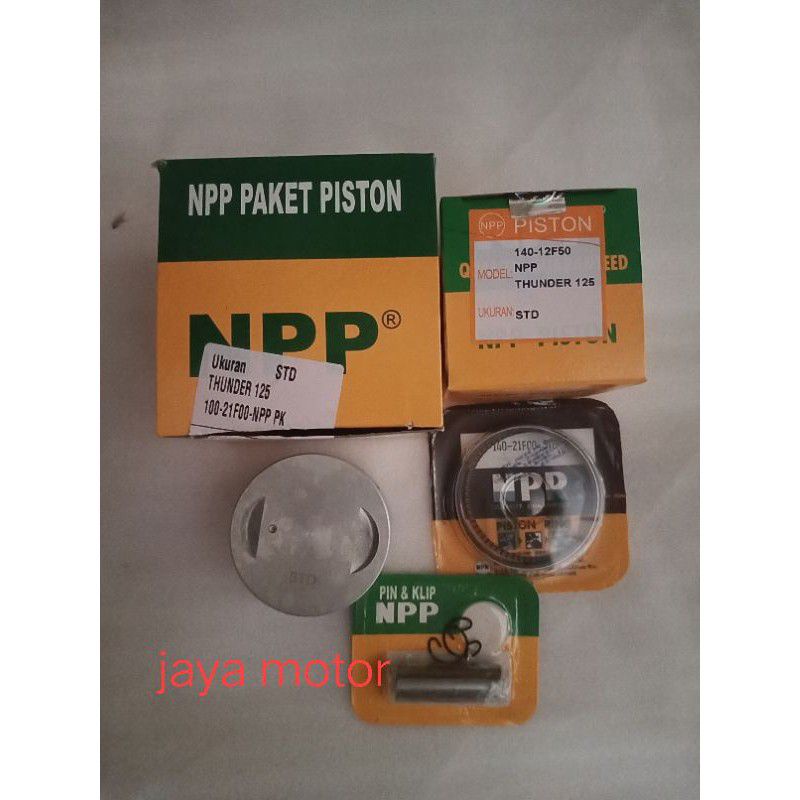 NPP PAKET PISTON
NPP®
Ukuran STD
THUNDER 125
100-21F00-NPP PK
NPP PISTON
140-12F50
MODEL: NPP
THUNDER 125
UKURAN: STD
NPP PISTON
140-21F00
NPP
PISTON RING
STD
PIN & KLIP
NPP
jaya motor